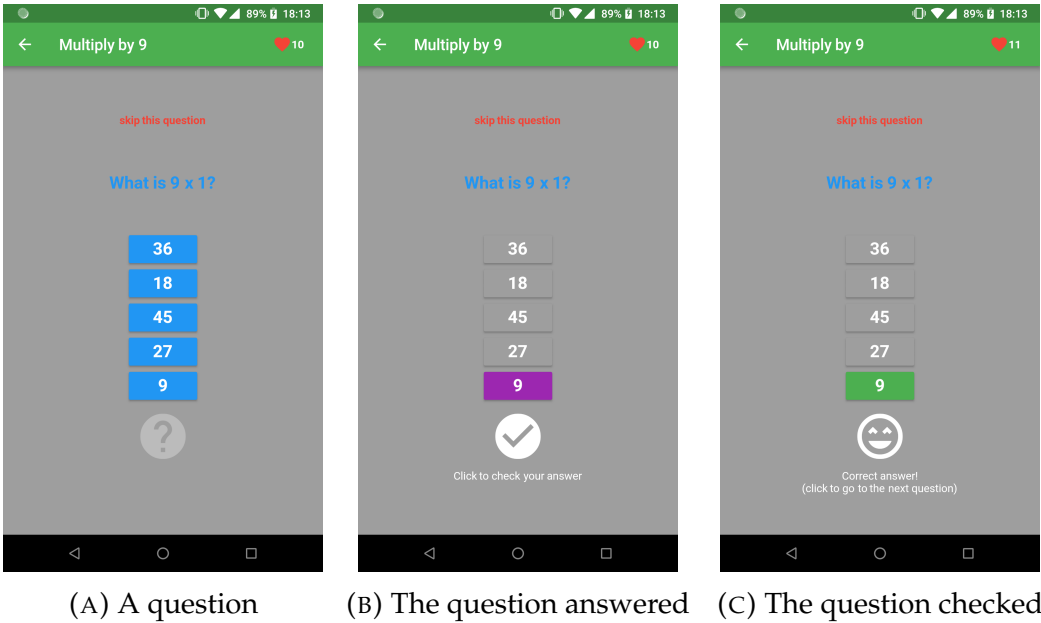 89% 18:13
Multiply by 9
10
skip this question
What is 9 x 1?
36
18
45
27
9
?
(A) A question
89% 18:13
Multiply by 9
10
skip this question
What is 9 x 1?
36
18
45
27
9
Click to check your answer
(B) The question answered
89% 18:13
Multiply by 9
11
skip this question
What is 9 x 1?
36
18
45
27
9
Correct answer!
(click to go to the next question)
(C) The question checked